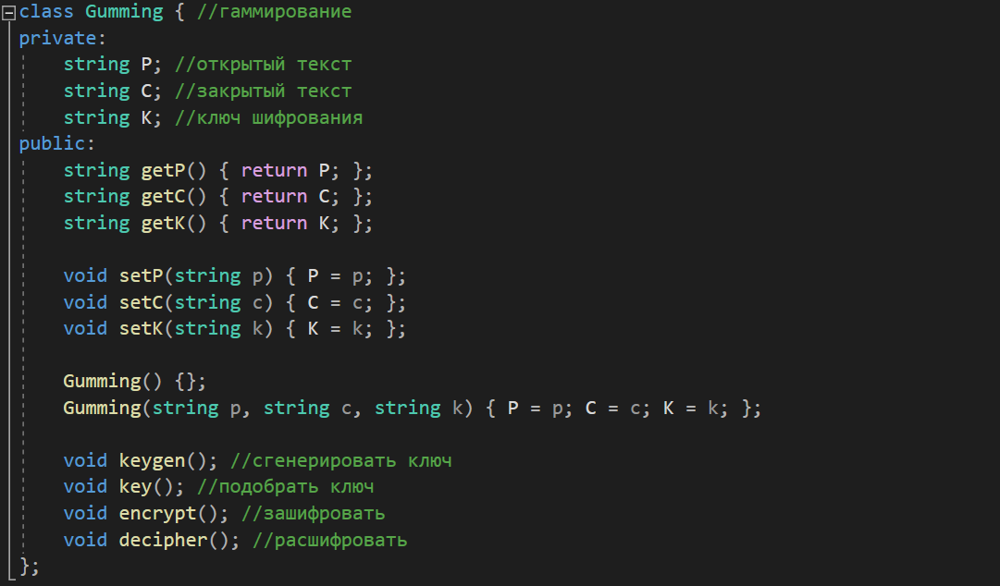 class Gumming { //гаммирование
private:
    string P; //открытый текст
    string C; //закрытый текст
    string K; //ключ шифрования
public:
    string getP() { return P; };
    string getC() { return C; };
    string getK() { return K; };

    void setP(string p) { P = p; };
    void setC(string c) { C = c; };
    void setK(string k) { K = k; };

    Gumming() {};
    Gumming(string p, string c, string k) { P = p; C = c; K = k; };

    void keygen(); //сгенерировать ключ
    void key(); //подобрать ключ
    void encrypt(); //зашифровать
    void decipher(); //расшифровать
};